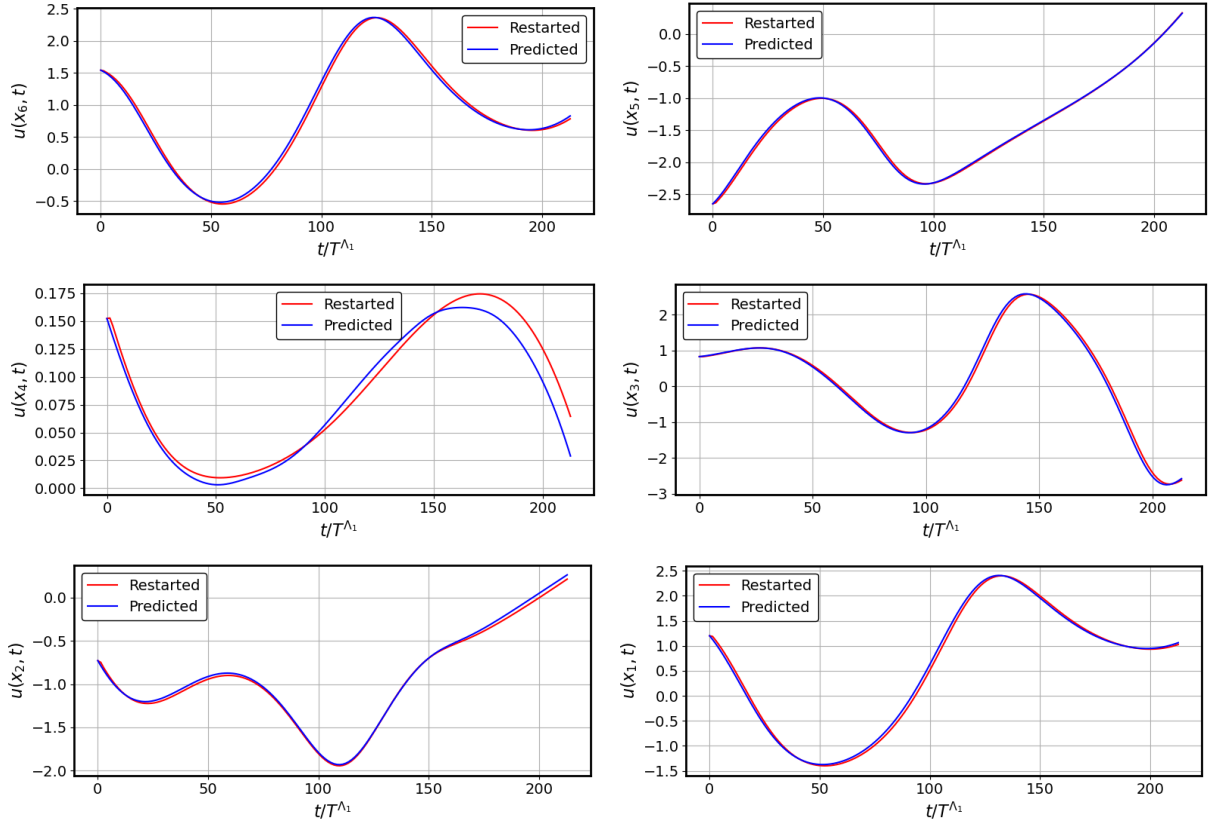 2.5
2.0
1.5
1.0
0.5
0.0
−0.5
u(x₆, t)
Restarted
Predicted
0 50 100 150 200
t/T^Λ₁
0.0
−0.5
−1.0
−1.5
−2.0
−2.5
u(x₅, t)
Restarted
Predicted
0 50 100 150 200
t/T^Λ₁
0.175
0.150
0.125
0.100
0.075
0.050
0.025
0.000
u(x₄, t)
Restarted
Predicted
0 50 100 150 200
t/T^Λ₁
2
1
0
−1
−2
−3
u(x₃, t)
Restarted
Predicted
0 50 100 150 200
t/T^Λ₁
0.0
−0.5
−1.0
−1.5
−2.0
u(x₂, t)
Restarted
Predicted
0 50 100 150 200
t/T^Λ₁
2.5
2.0
1.5
1.0
0.5
0.0
−0.5
−1.0
−1.5
u(x₁, t)
Restarted
Predicted
0 50 100 150 200
t/T^Λ₁